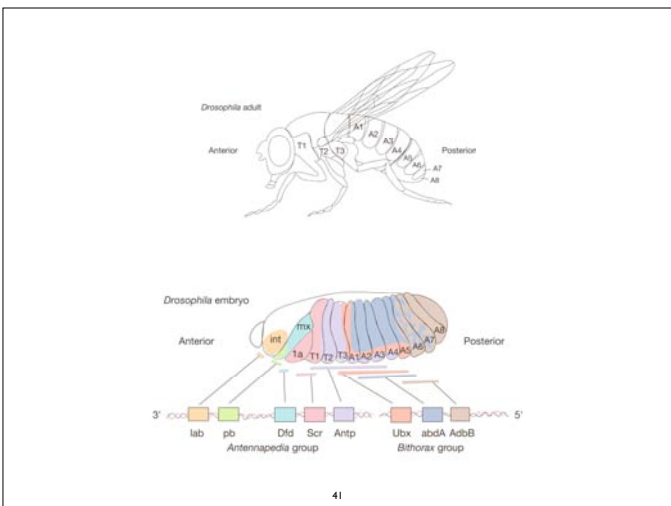 Drosophila adult
Anterior
Posterior
T1
T2
T3
A1
A2
A3
A4
A5
A6
A7
A8
Drosophila embryo
Anterior
Posterior
int
mx
1a
T1
T2
T3
A1
A2
A3
A4
A5
A6
A7
A8
3'
5'
lab
pb
Dfd
Scr
Antp
Ubx
abdA
AdbB
Antennapedia group
Bithorax group
41